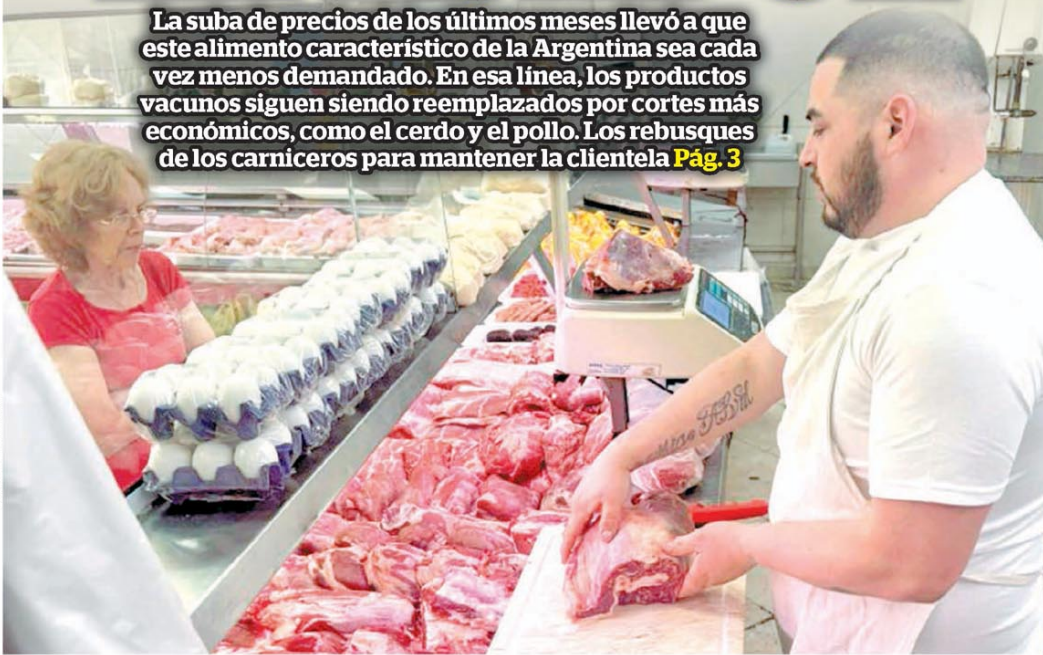 La suba de precios de los últimos meses llevó a que
este alimento característico de la Argentina sea cada
vez menos demandado. En esa línea, los productos
vacunos siguen siendo reemplazados por cortes más
económicos, como el cerdo y el pollo. Los rebusques
de los carniceros para mantener la clientela Pág. 3